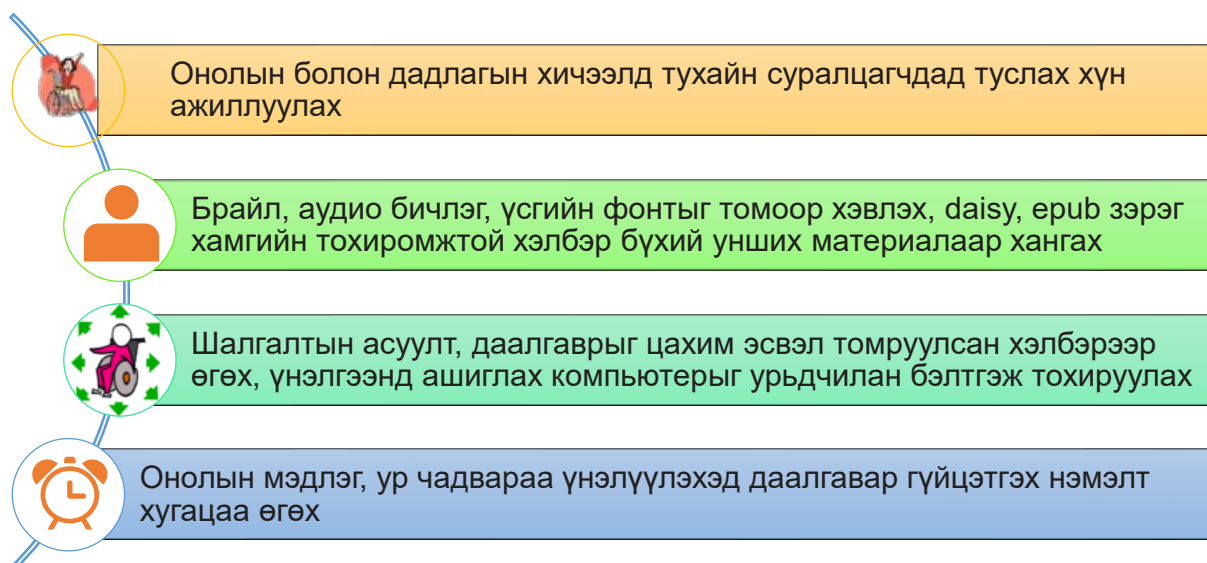 Онолын болон дадлагын хичээлд тухайн суралцагчдад туслах хүн
ажиллуулах
Брайл, аудио бичлэг, үсгийн фонтыг томоор хэвлэх, daisy, epub зэрэг
хамгийн тохиромжтой хэлбэр бүхий унших материалаар хангах
Шалгалтын асуулт, даалгаврыг цахим эсвэл томруулсан хэлбэрээр
өгөх, үнэлгээнд ашиглах компьютерыг урьдчилан бэлтгэж тохируулах
Онолын мэдлэг, ур чадвараа үнэлүүлэхэд даалгавар гүйцэтгэх нэмэлт
хугацаа өгөх